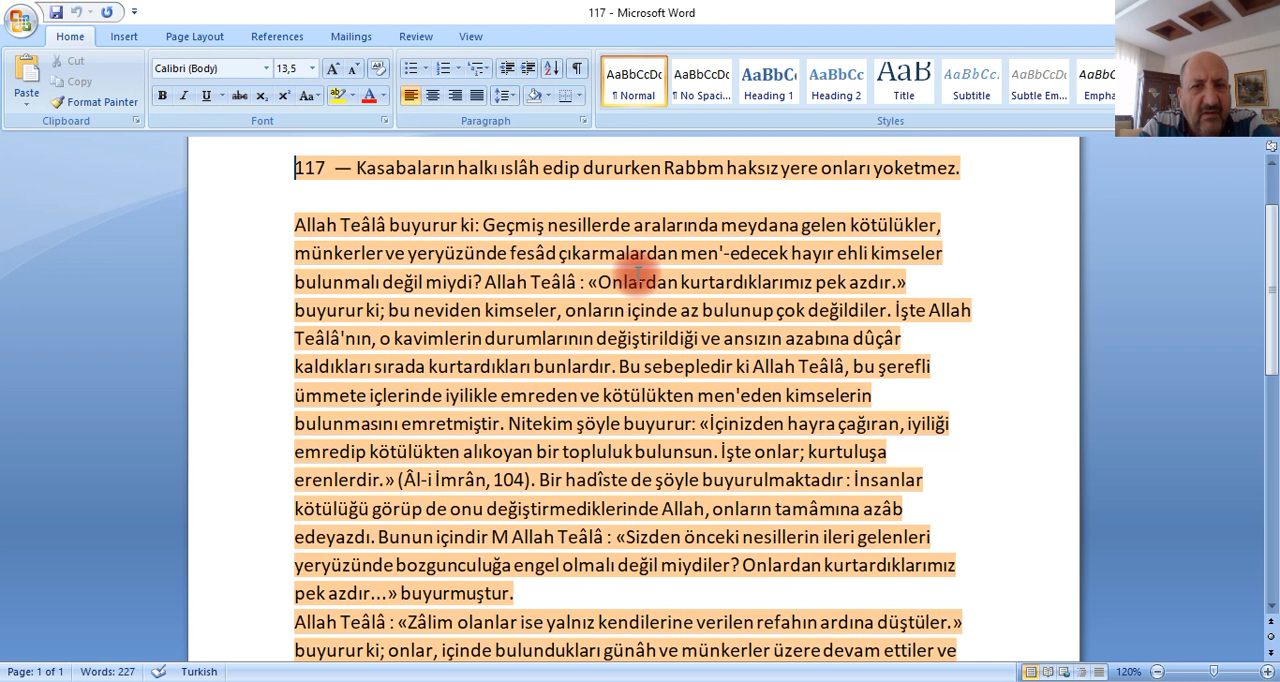 117 - Microsoft Word
Home Insert Page Layout References Mailings Review View
Paste
Cut
Copy
Format Painter
Clipboard
Calibri (Body) 13,5
Font
Paragraph
AaBbCcDc AaBbCcDc AaBbC AaBbCc AaB AaBbCc. AaBbCcDc AaBbC
¶ Normal ¶ No Spaci... Heading 1 Heading 2 Title Subtitle Subtle Em... Empha
Styles
117 — Kasabaların halkı ıslâh edip dururken Rabbm haksız yere onları yoketmez.
Allah Teâlâ buyurur ki: Geçmiş nesillerde aralarında meydana gelen kötülükler,
münkerler ve yeryüzünde fesâd çıkarmalardan men'-edecek hayır ehli kimseler
bulunmalı değil miydi? Allah Teâlâ : «Onlardan kurtardıklarımız pek azdır.»
buyurur ki; bu neviden kimseler, onların içinde az bulunup çok değildiler. İşte Allah
Teâlâ'nın, o kavimlerin durumlarının değiştirildiği ve ansızın azabına dûçâr
kaldıkları sırada kurtardıkları bunlardır. Bu sebepledir ki Allah Teâlâ, bu şerefli
ümmete içlerinde iyilikle emreden ve kötülükten men'eden kimselerin
bulunmasını emretmiştir. Nitekim şöyle buyurur: «İçinizden hayra çağıran, iyiliği
emredip kötülükten alıkoyan bir topluluk bulunsun. İşte onlar; kurtuluşa
erenlerdir.» (Âl-i İmrân, 104). Bir hadîste de şöyle buyurulmaktadır : İnsanlar
kötülüğü görüp de onu değiştirmediklerinde Allah, onların tamâmına azâb
edeyazdı. Bunun içindir M Allah Teâlâ : «Sizden önceki nesillerin ileri gelenleri
yeryüzünde bozgunculuğa engel olmalı değil miydiler? Onlardan kurtardıklarımız
pek azdır...» buyurmuştur.
Allah Teâlâ : «Zâlim olanlar ise yalnız kendilerine verilen refahın ardına düştüler.»
buyurur ki; onlar, içinde bulundukları günâh ve münkerler üzere devam ettiler ve
Page: 1 of 1 Words: 227 Turkish 120%